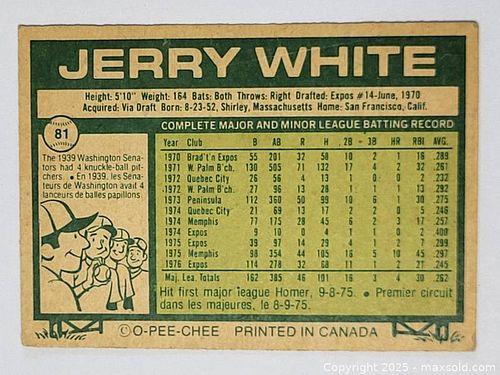 JERRY WHITE
Height: 5'10" Weight: 164 Bats: Both Throws: Right Drafted: Expos #14-June, 1970
Acquired: Via Draft Born: 8-23-52, Shirley, Massachusetts Home: San Francisco, Calif.
81
The 1939 Washington Sena-
tors had 4 knuckle-ball pit-
chers. • En 1939, les Séna-
teurs de Washington avait 4
lanceurs de balles papillons.
COMPLETE MAJOR AND MINOR LEAGUE BATTING RECORD
Year Club G AB R H 2B 3B HR RBI AVG.
1970 Brad't'n Expos 55 201 32 58 10 2 1 16 .289
1971 W. Palm B'ch. 130 505 71 132 17 4 2 32 .261
1972 Quebec City 26 56 4 13 1 0 0 2 .232
1972 W. Palm B'ch. 27 96 13 28 1 1 1 13 .292
1973 Peninsula 112 360 50 99 10 6 1 30 .275
1974 Quebec City 21 69 13 17 2 2 0 5 .246
1974 Memphis 77 175 28 45 6 2 3 17 .257
1974 Expos 9 10 0 4 1 1 0 2 .400
1975 Expos 39 97 14 29 4 1 2 7 .299
1975 Memphis 98 354 44 105 16 5 10 45 .297
1976 Expos 114 278 32 68 11 1 2 21 .245
Maj. Lea. Totals 162 385 46 101 16 3 4 30 .262
Hit first major league Homer, 9-8-75. • Premier circuit
dans les majeures, le 8-9-75.
©O-PEE-CHEE PRINTED IN CANADA
Copyright 2025 - maxsold.com